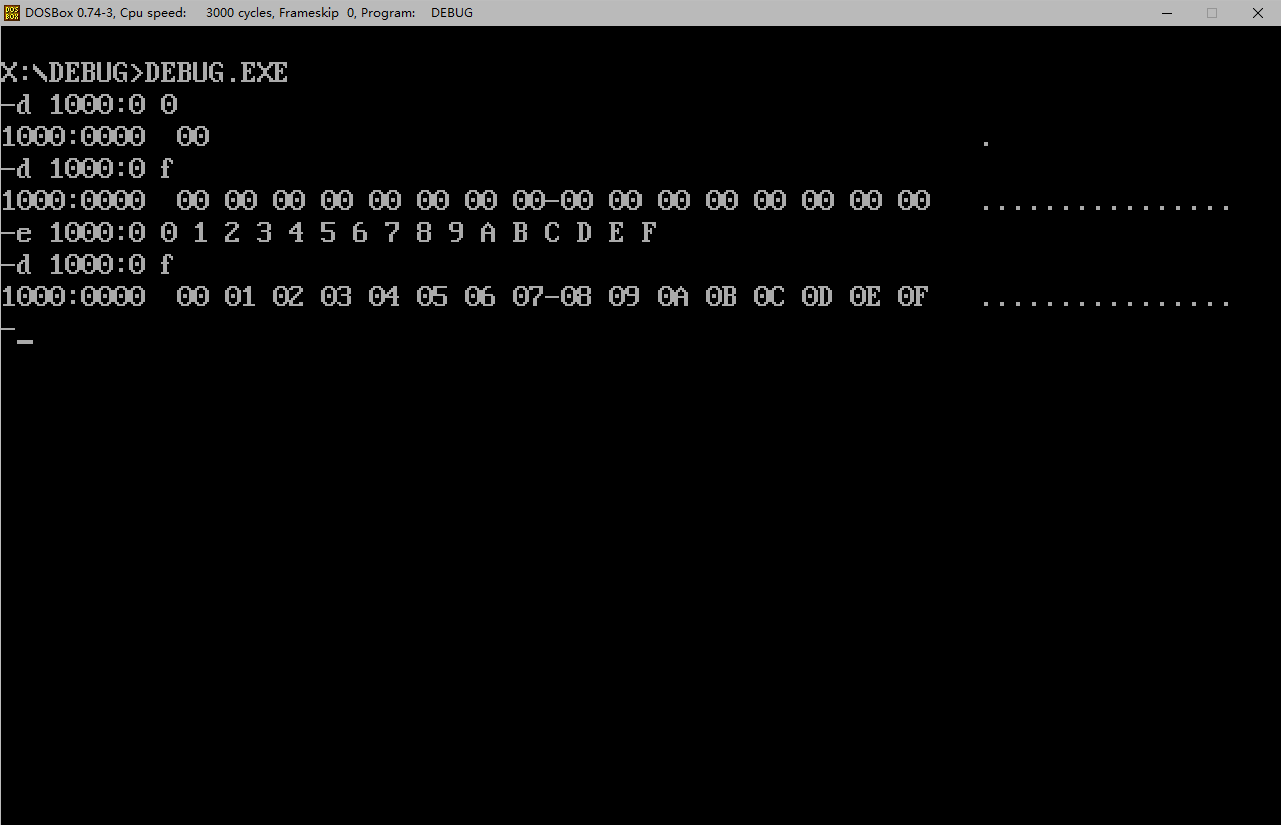 DOSBox 0.74-3, Cpu speed: 3000 cycles, Frameskip 0, Program: DEBUG
X:\DEBUG>DEBUG.EXE
-d 1000:0 0
1000:0000  00                                                .
-d 1000:0 f
1000:0000  00 00 00 00 00 00 00 00-00 00 00 00 00 00 00 00   ................
-e 1000:0 0 1 2 3 4 5 6 7 8 9 A B C D E F
-d 1000:0 f
1000:0000  00 01 02 03 04 05 06 07-08 09 0A 0B 0C 0D 0E 0F   ................
-_